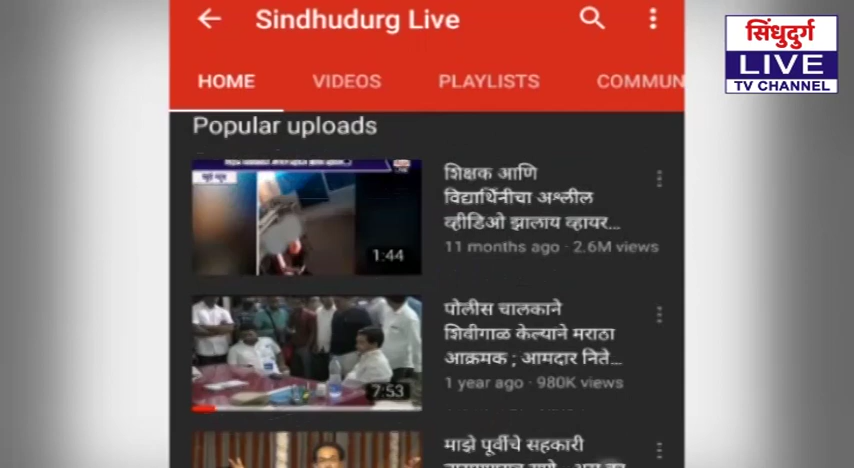 Sindhudurg Live
सिंधुदुर्ग
LIVE
TV CHANNEL
HOME VIDEOS PLAYLISTS COMMUN
Popular uploads
शिक्षक आणि
विद्यार्थिनीचा अश्लील
व्हीडिओ झालाय व्हायर...
11 months ago · 2.6M views
1:44
पोलीस चालकाने
शिवीगाळ केल्याने मराठा
आक्रमक ; आमदार निते...
1 year ago · 980K views
7:53
माझे पूर्वीचे सहकारी